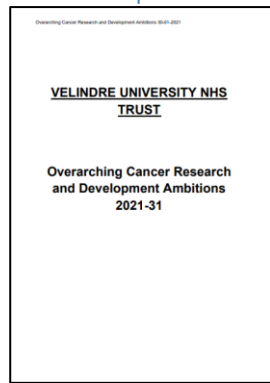 Overarching Cancer Research and Development Ambitions 30-01-2021
VELINDRE UNIVERSITY NHS
TRUST
Overarching Cancer Research
and Development Ambitions
2021-31